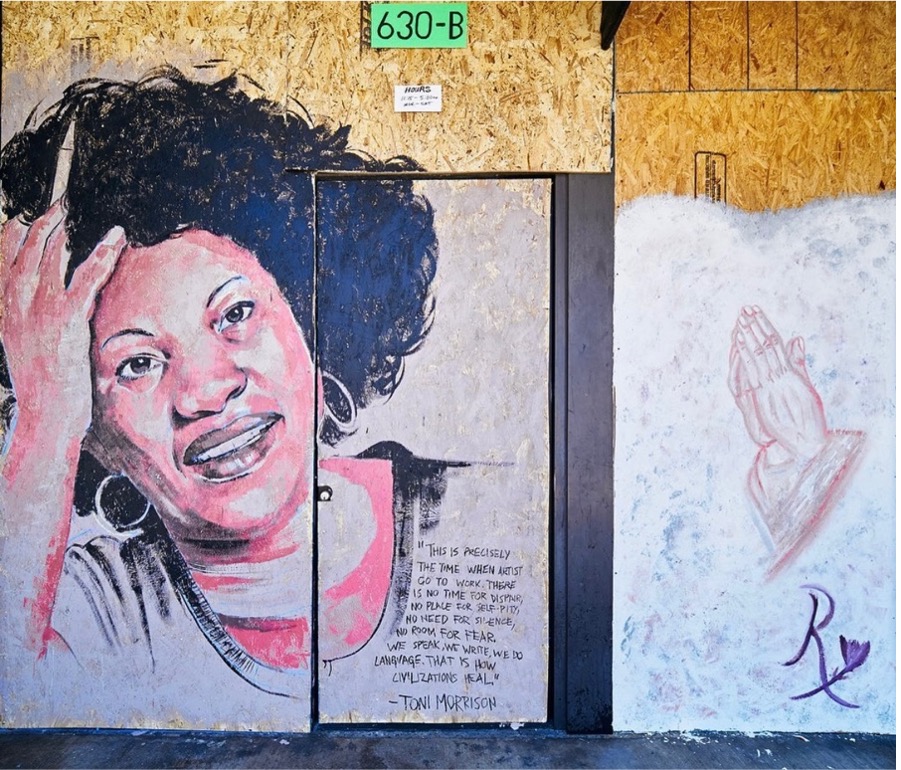 630-B
HOURS
"THIS IS PRECISELY
THE TIME WHEN ARTIST
GO TO WORK. THERE
IS NO TIME FOR DISPAIR,
NO PLACE FOR SELF-PITY,
NO NEED FOR SILENCE,
NO ROOM FOR FEAR.
WE SPEAK, WE WRITE, WE DO
LANGUAGE. THAT IS HOW
CIVILIZATIONS HEAL."
-TONI MORRISON
R